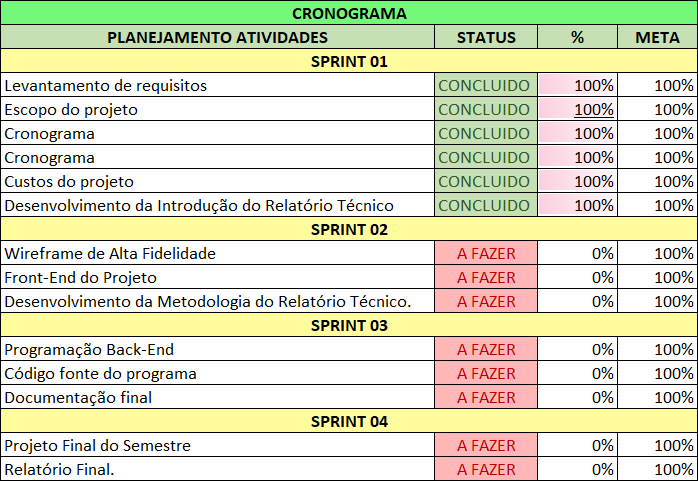 CRONOGRAMA
PLANEJAMENTO ATIVIDADES STATUS % META
SPRINT 01
Levantamento de requisitos CONCLUIDO 100% 100%
Escopo do projeto CONCLUIDO 100% 100%
Cronograma CONCLUIDO 100% 100%
Cronograma CONCLUIDO 100% 100%
Custos do projeto CONCLUIDO 100% 100%
Desenvolvimento da Introdução do Relatório Técnico CONCLUIDO 100% 100%
SPRINT 02
Wireframe de Alta Fidelidade A FAZER 0% 100%
Front-End do Projeto A FAZER 0% 100%
Desenvolvimento da Metodologia do Relatório Técnico. A FAZER 0% 100%
SPRINT 03
Programação Back-End A FAZER 0% 100%
Código fonte do programa A FAZER 0% 100%
Documentação final A FAZER 0% 100%
SPRINT 04
Projeto Final do Semestre A FAZER 0% 100%
Relatório Final. A FAZER 0% 100%